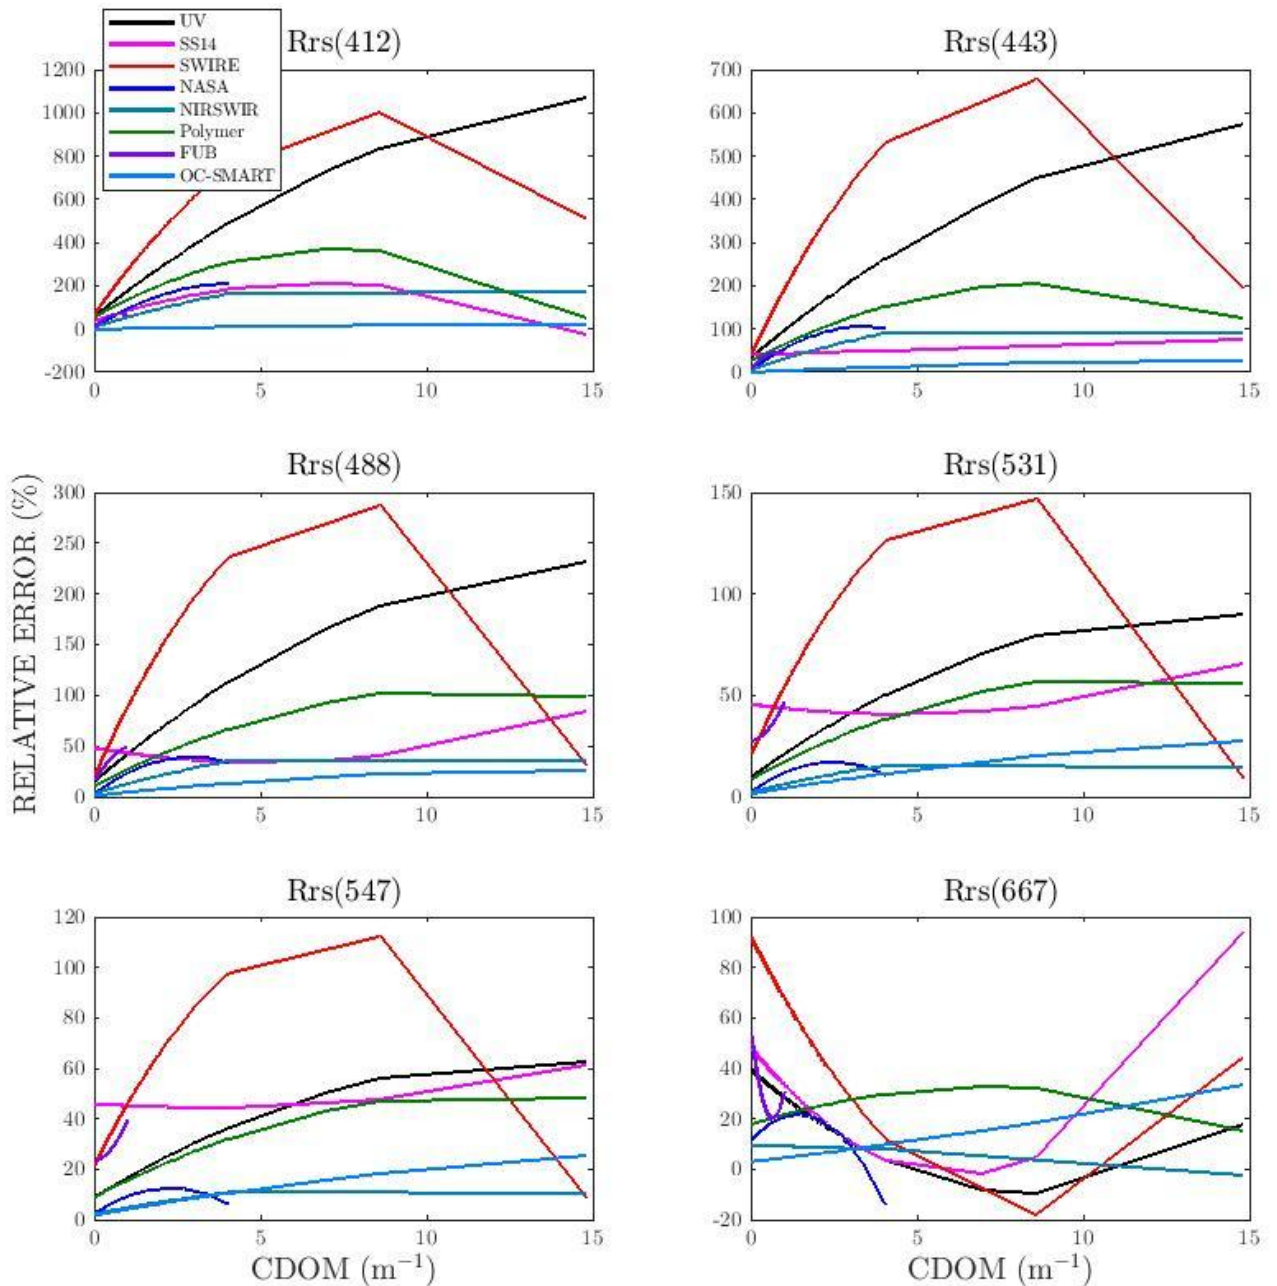 UV
SS14
SWIRE
NASA
NIRSWIR
Polymer
FUB
OC-SMART
Rrs(412)
1200
1000
800
600
400
200
0
-200
0 5 10 15
Rrs(443)
700
600
500
400
300
200
100
0
0 5 10 15
RELATIVE ERROR (%)
Rrs(488)
300
250
200
150
100
50
0
0 5 10 15
Rrs(531)
150
100
50
0
0 5 10 15
Rrs(547)
120
100
80
60
40
20
0
0 5 10 15
CDOM (m⁻¹)
Rrs(667)
100
80
60
40
20
0
-20
0 5 10 15
CDOM (m⁻¹)